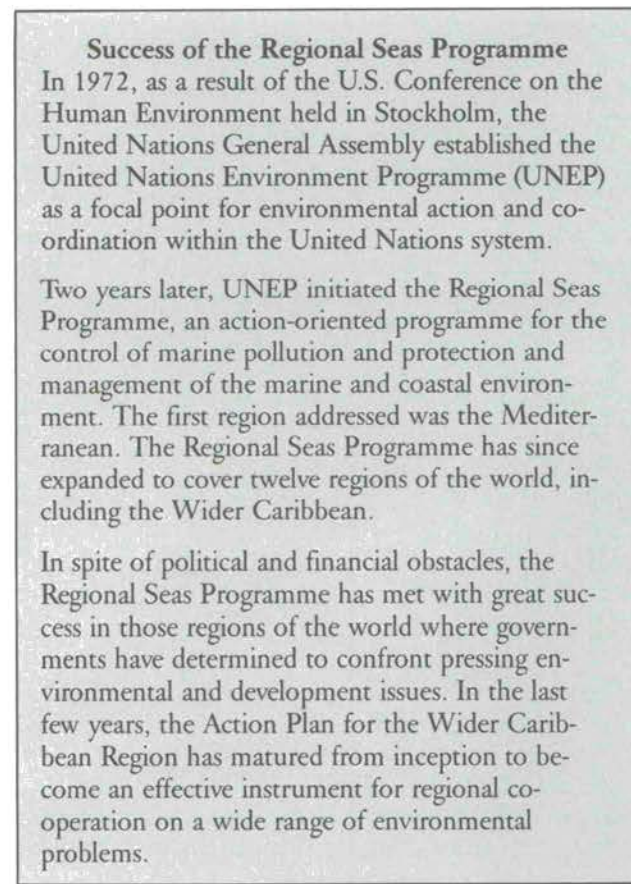 Success of the Regional Seas Programme
In 1972, as a result of the U.S. Conference on the
Human Environment held in Stockholm, the
United Nations General Assembly established the
United Nations Environment Programme (UNEP)
as a focal point for environmental action and co-
ordination within the United Nations system.
Two years later, UNEP initiated the Regional Seas
Programme, an action-oriented programme for the
control of marine pollution and protection and
management of the marine and coastal environ-
ment. The first region addressed was the Mediter-
ranean. The Regional Seas Programme has since
expanded to cover twelve regions of the world, in-
cluding the Wider Caribbean.
In spite of political and financial obstacles, the
Regional Seas Programme has met with great suc-
cess in those regions of the world where govern-
ments have determined to confront pressing en-
vironmental and development issues. In the last
few years, the Action Plan for the Wider Carib-
bean Region has matured from inception to be-
come an effective instrument for regional co-
operation on a wide range of environmental
problems.